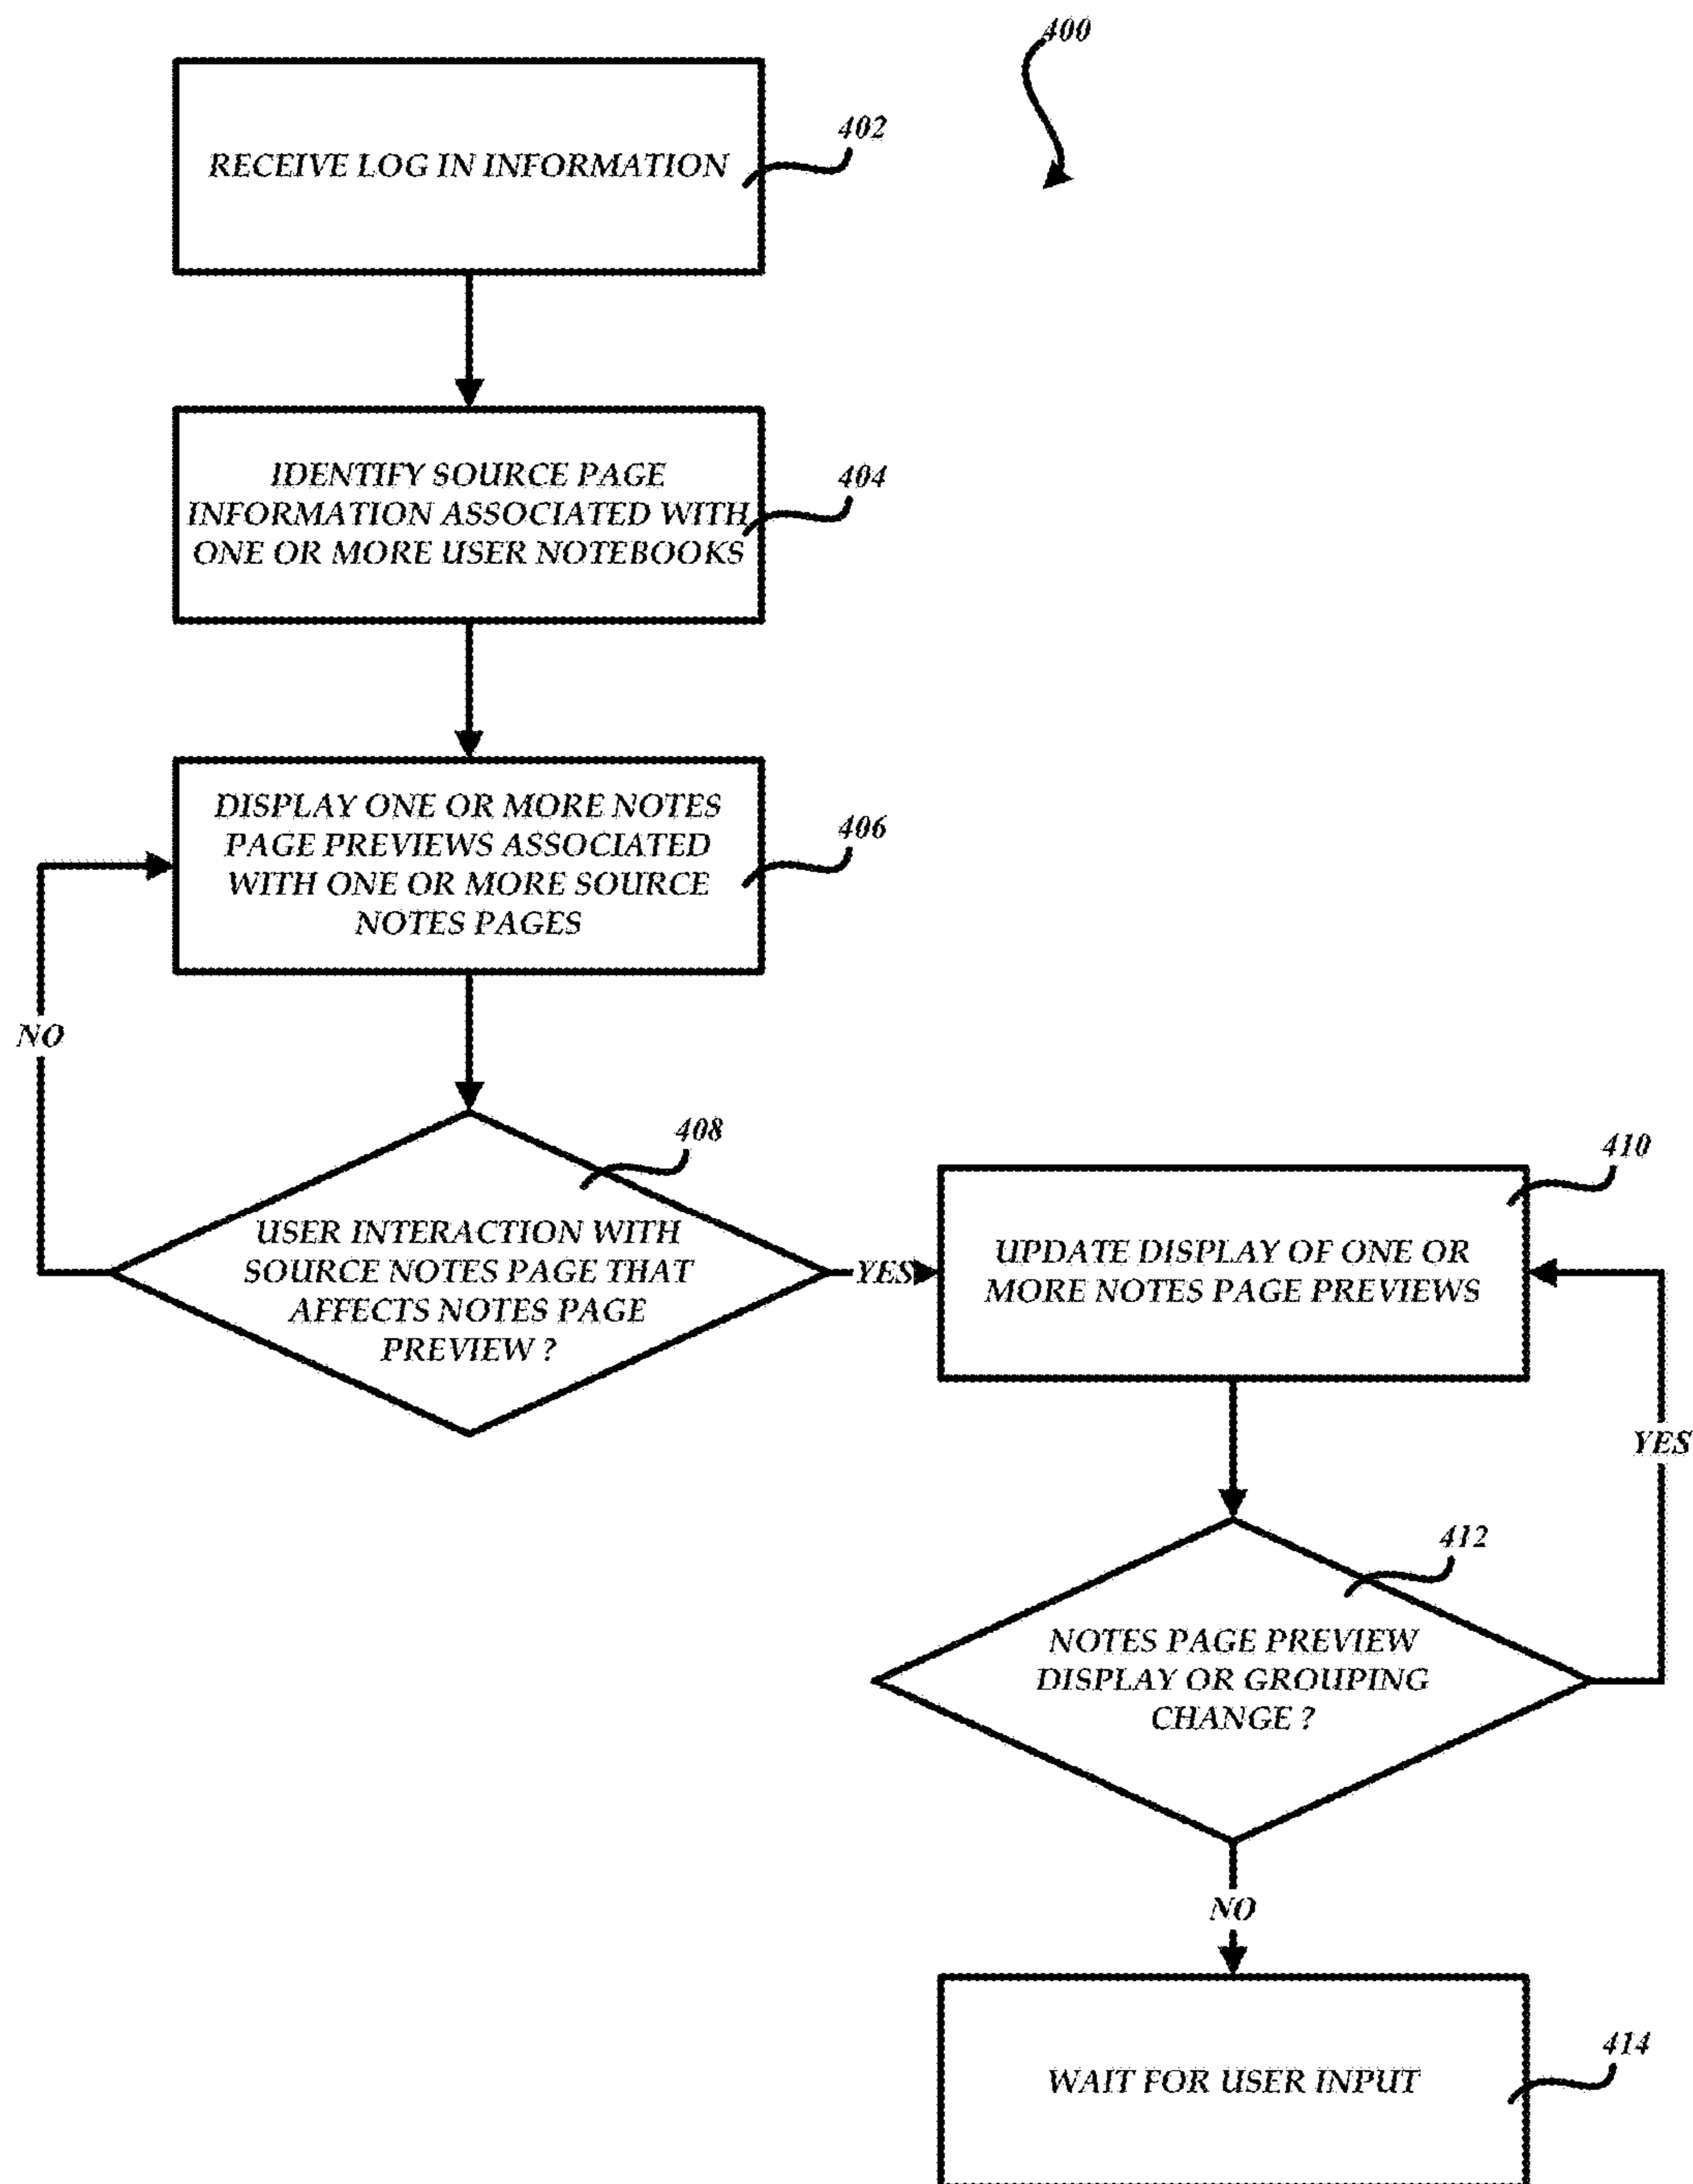 400
402
RECEIVE LOG IN INFORMATION
IDENTIFY SOURCE PAGE
INFORMATION ASSOCIATED WITH
ONE OR MORE USER NOTEBOOKS
404
DISPLAY ONE OR MORE NOTES
PAGE PREVIEWS ASSOCIATED
WITH ONE OR MORE SOURCE
NOTES PAGES
406
NO
408
USER INTERACTION WITH
SOURCE NOTES PAGE THAT
AFFECTS NOTES PAGE
PREVIEW ?
YES
410
UPDATE DISPLAY OF ONE OR
MORE NOTES PAGE PREVIEWS
YES
412
NOTES PAGE PREVIEW
DISPLAY OR GROUPING
CHANGE ?
NO
414
WAIT FOR USER INPUT